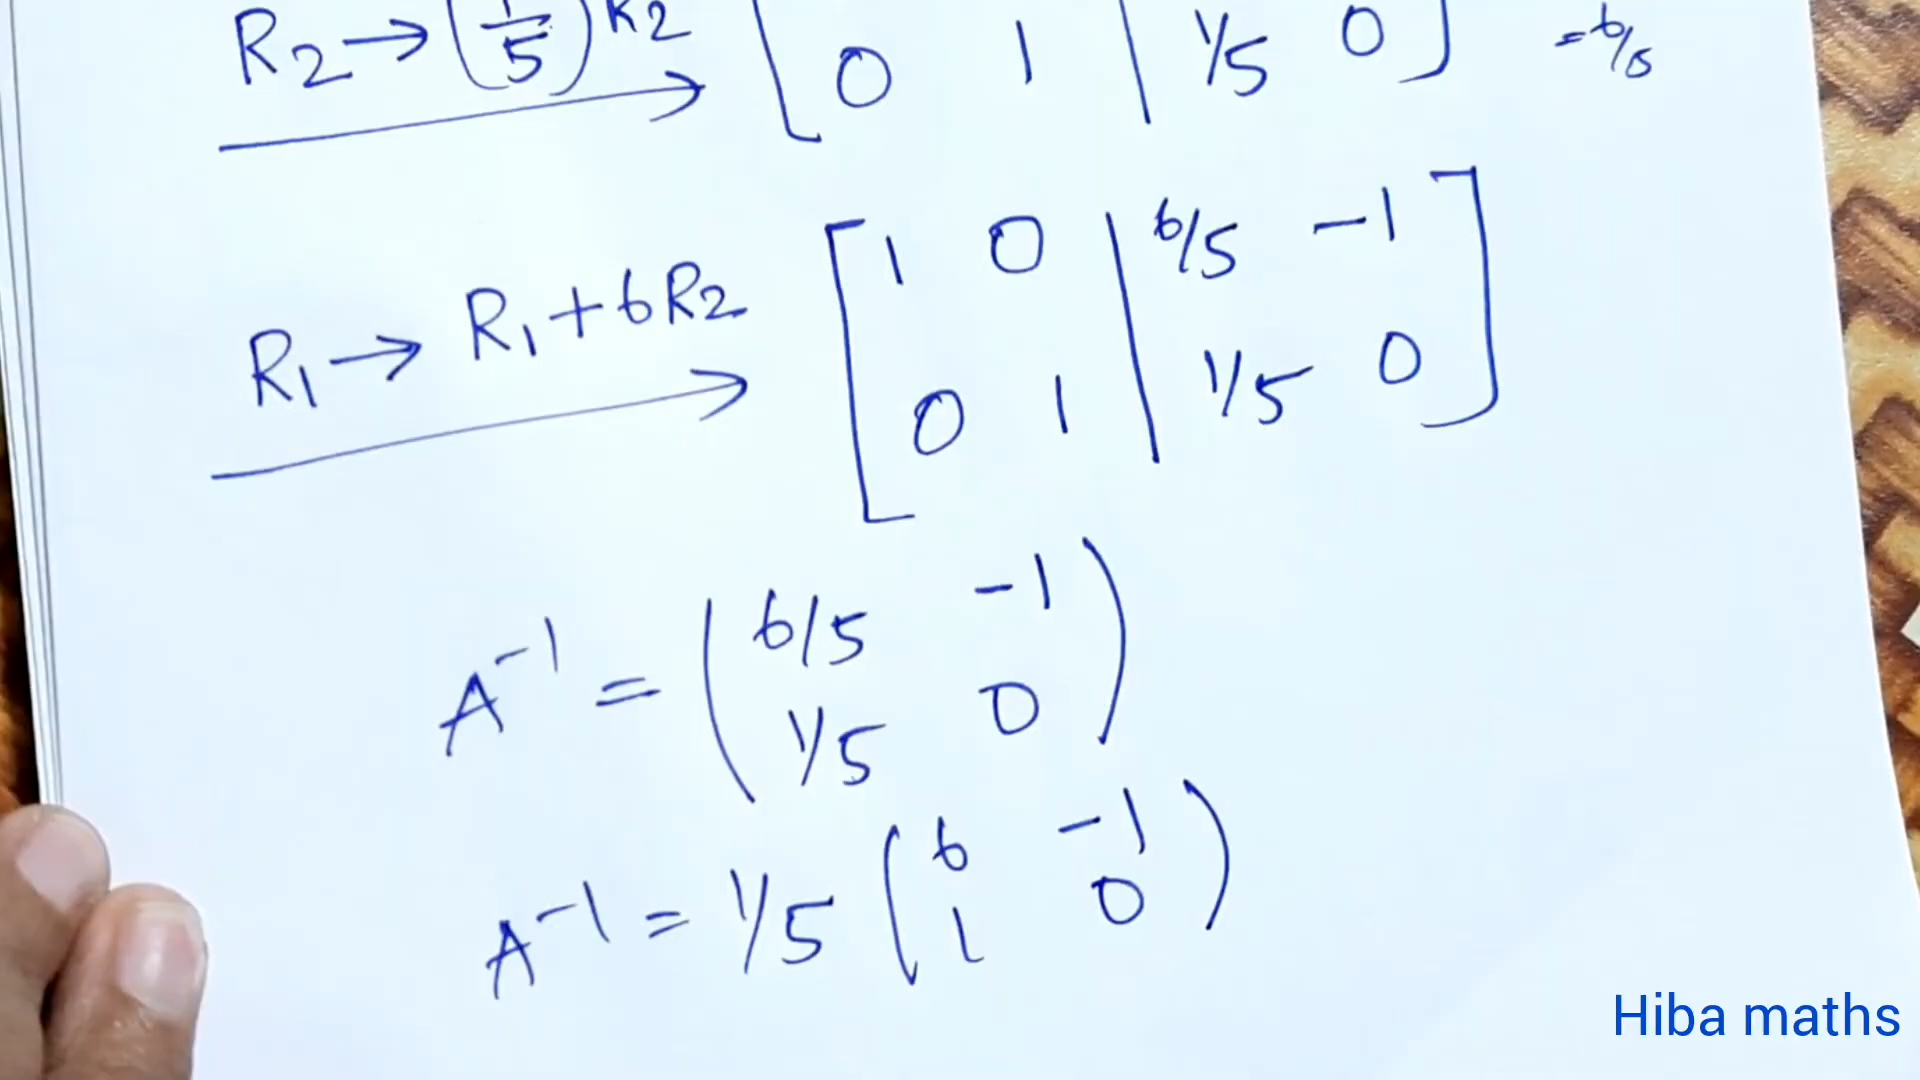 R2 → (1/5) R2 [ 0 1 | 1/5 0 ] = 6/5
[ 1 0 | 6/5 -1
R1 → R1 + 6R2
0 1 | 1/5 0 ]
A⁻¹ = ( 6/5 -1
1/5 0 )
A⁻¹ = 1/5 ( 6 -1
1 0 )
Hiba maths